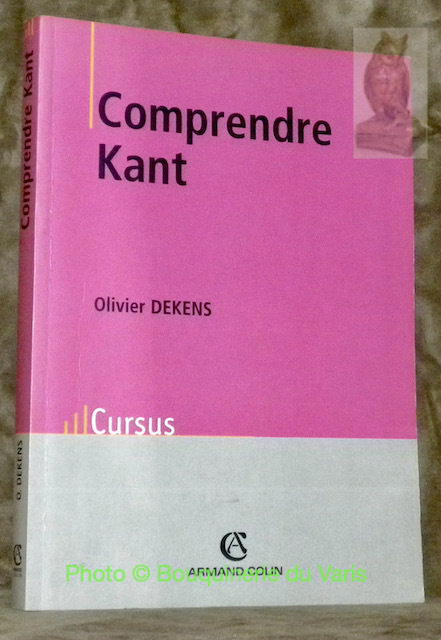 Comprendre
Kant
Olivier DEKENS
Cursus
ARMAND COLIN
Comprendre Kant
O. DEKENS
Photo © Bouquinerie du Varis